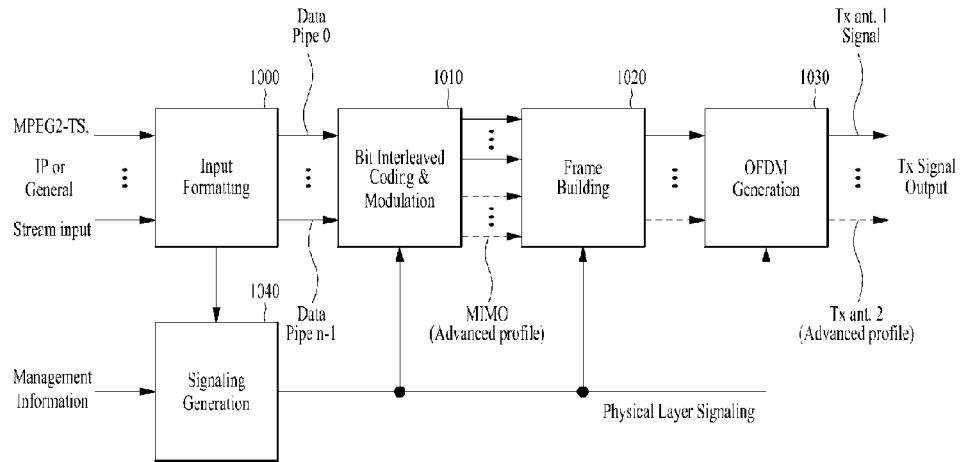 Data
Pipe 0
Tx ant. 1
Signal
1000
1010
1020
1030
MPEG2-TS,
IP or
General
Stream input
Input
Formatting
Bit Interleaved
Coding &
Modulation
Frame
Building
OFDM
Generation
Tx Signal
Output
1040
Data
Pipe n-1
MIMO
(Advanced profile)
Tx ant. 2
(Advanced profile)
Management
Information
Signaling
Generation
Physical Layer Signaling